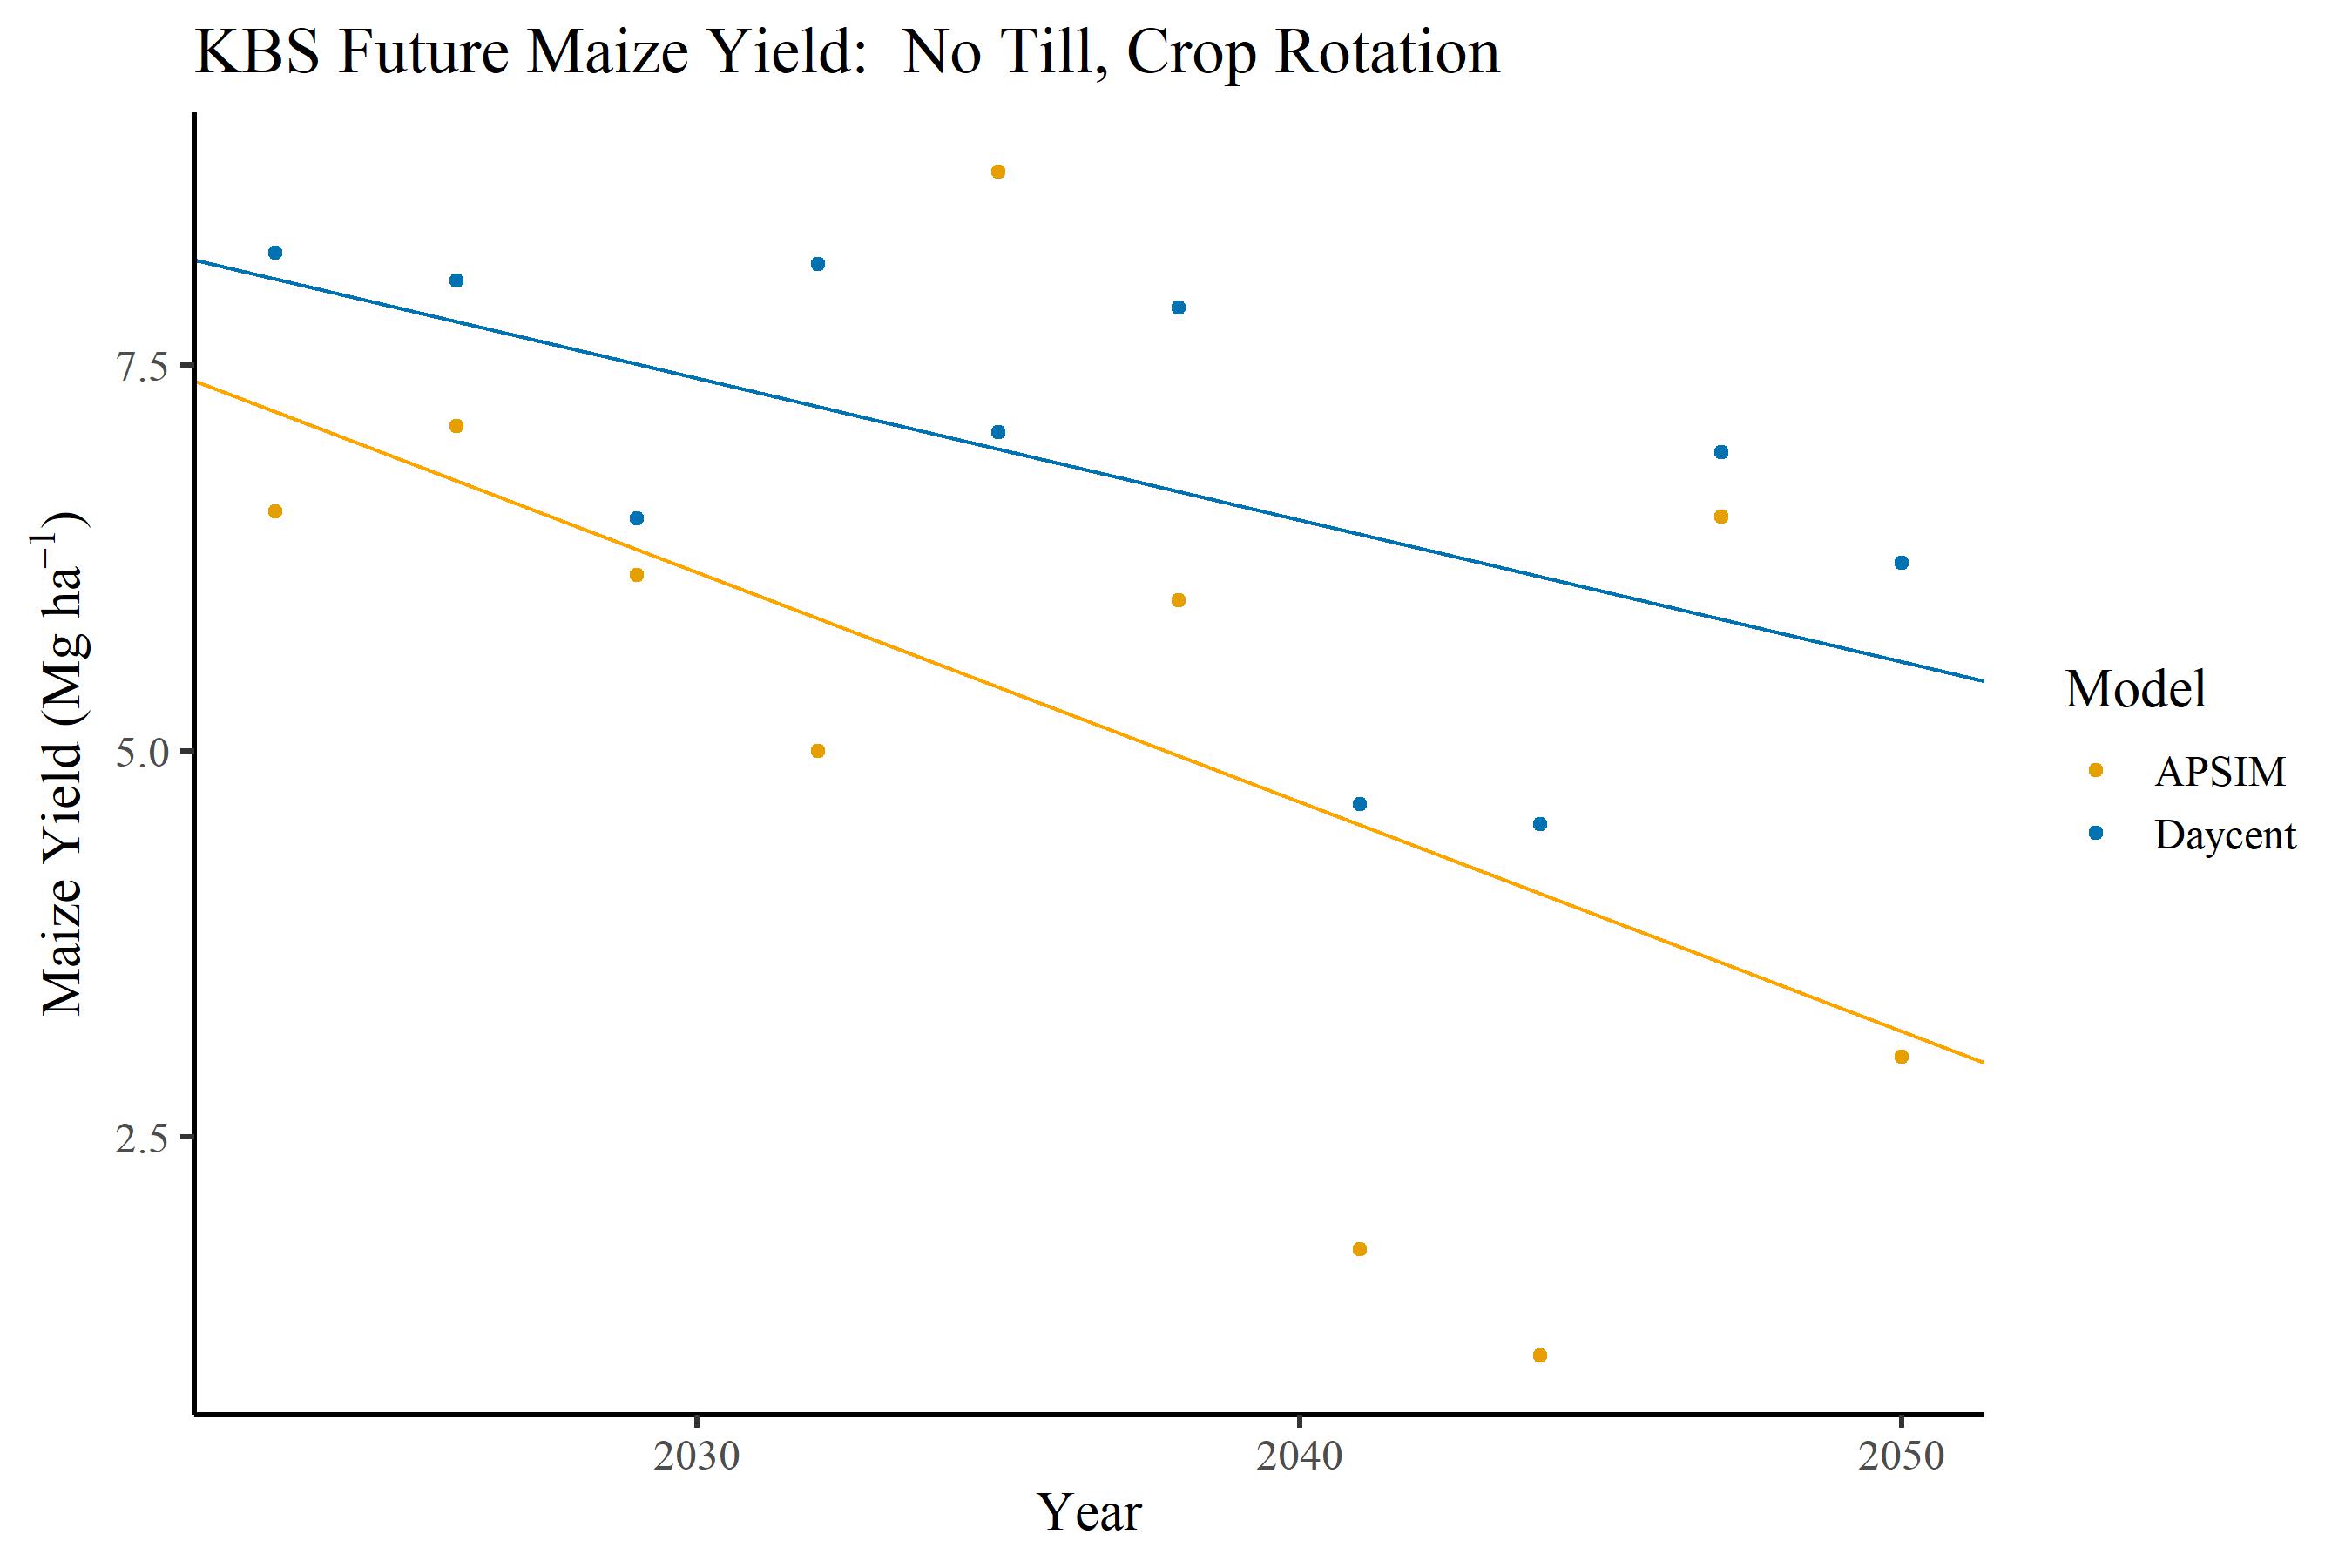 KBS Future Maize Yield:  No Till, Crop Rotation
Maize Yield (Mg ha⁻¹)
7.5
5.0
2.5
2030
2040
2050
Year
Model
APSIM
Daycent